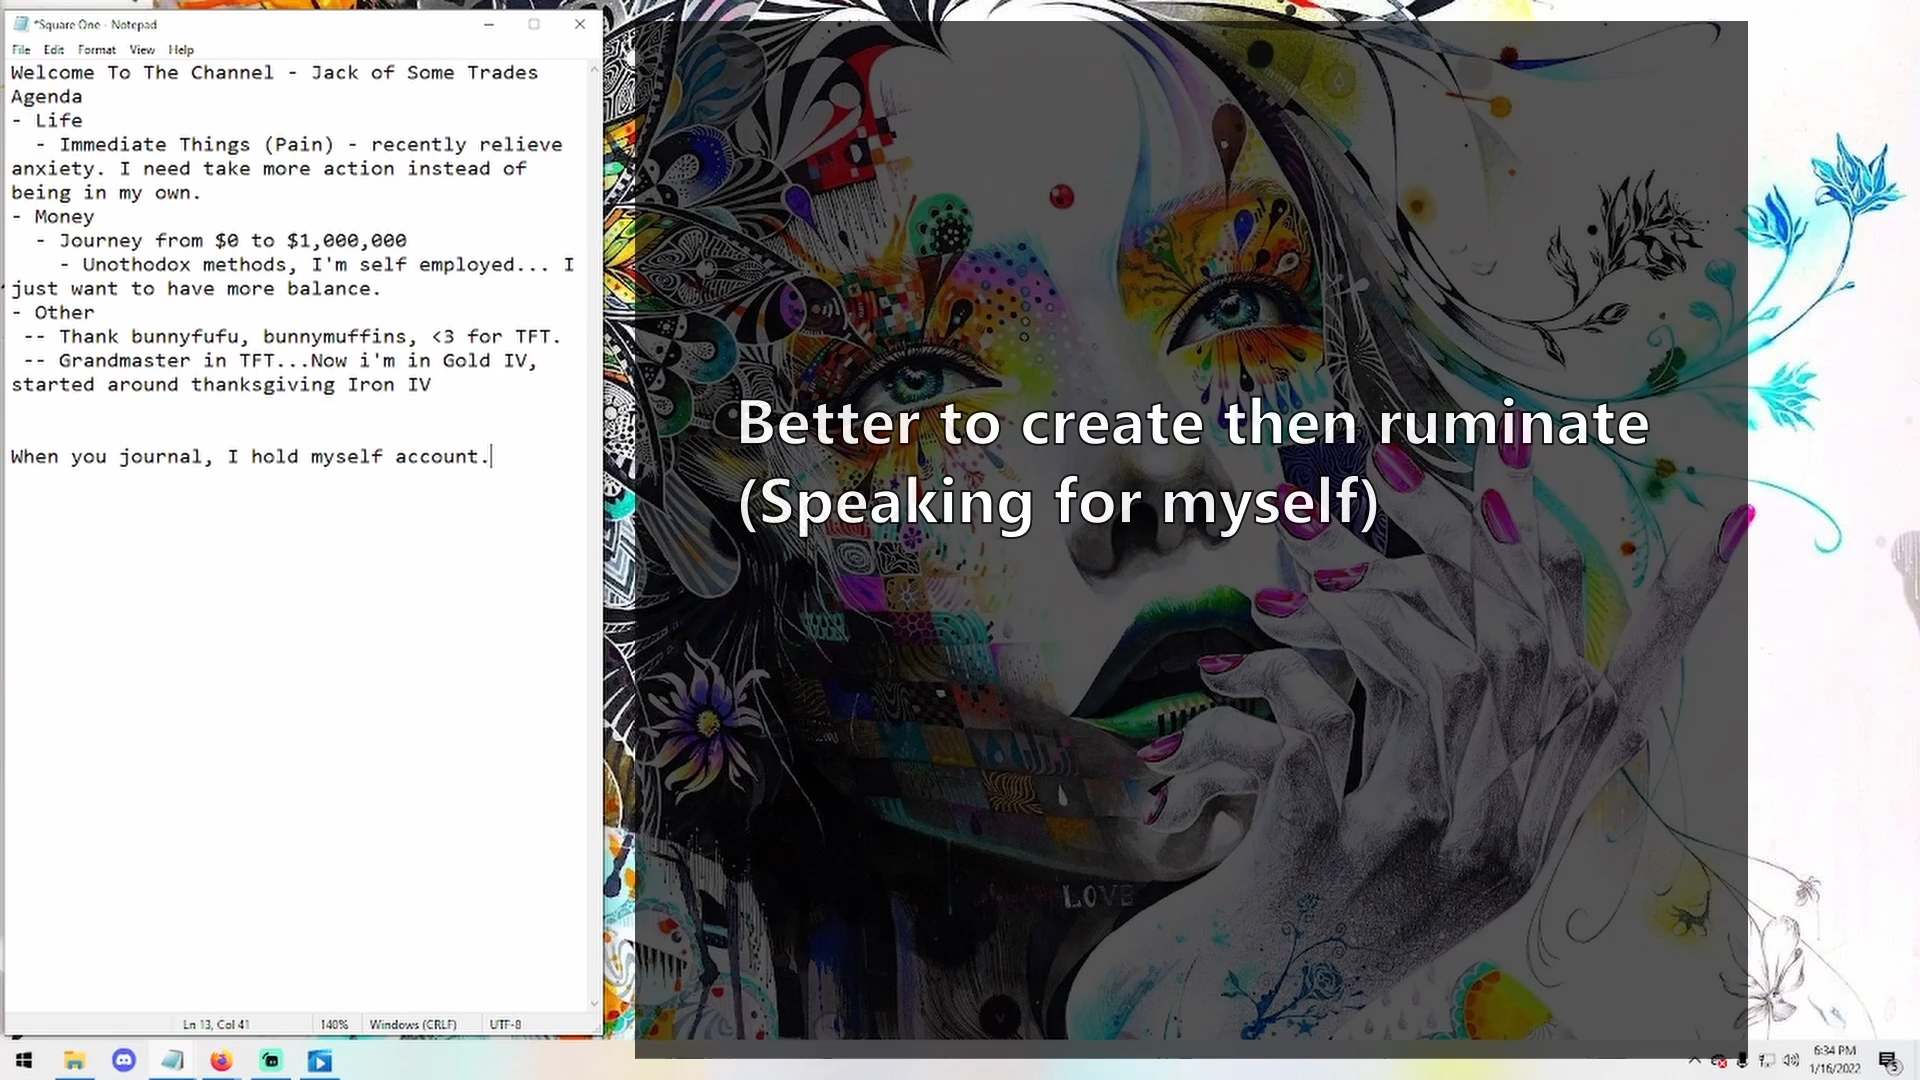 *Square One - Notepad
File Edit Format View Help
Welcome To The Channel - Jack of Some Trades
Agenda
- Life
- Immediate Things (Pain) - recently relieve
anxiety. I need take more action instead of
being in my own.
- Money
- Journey from $0 to $1,000,000
- Unothodox methods, I'm self employed... I
just want to have more balance.
- Other
-- Thank bunnyfufu, bunnymuffins, <3 for TFT.
-- Grandmaster in TFT...Now i'm in Gold IV,
started around thanksgiving Iron IV
When you journal, I hold myself account.
Ln 13, Col 41 140% Windows (CRLF) UTF-8
Better to create then ruminate
(Speaking for myself)
LOVE
6:34 PM
1/16/2022